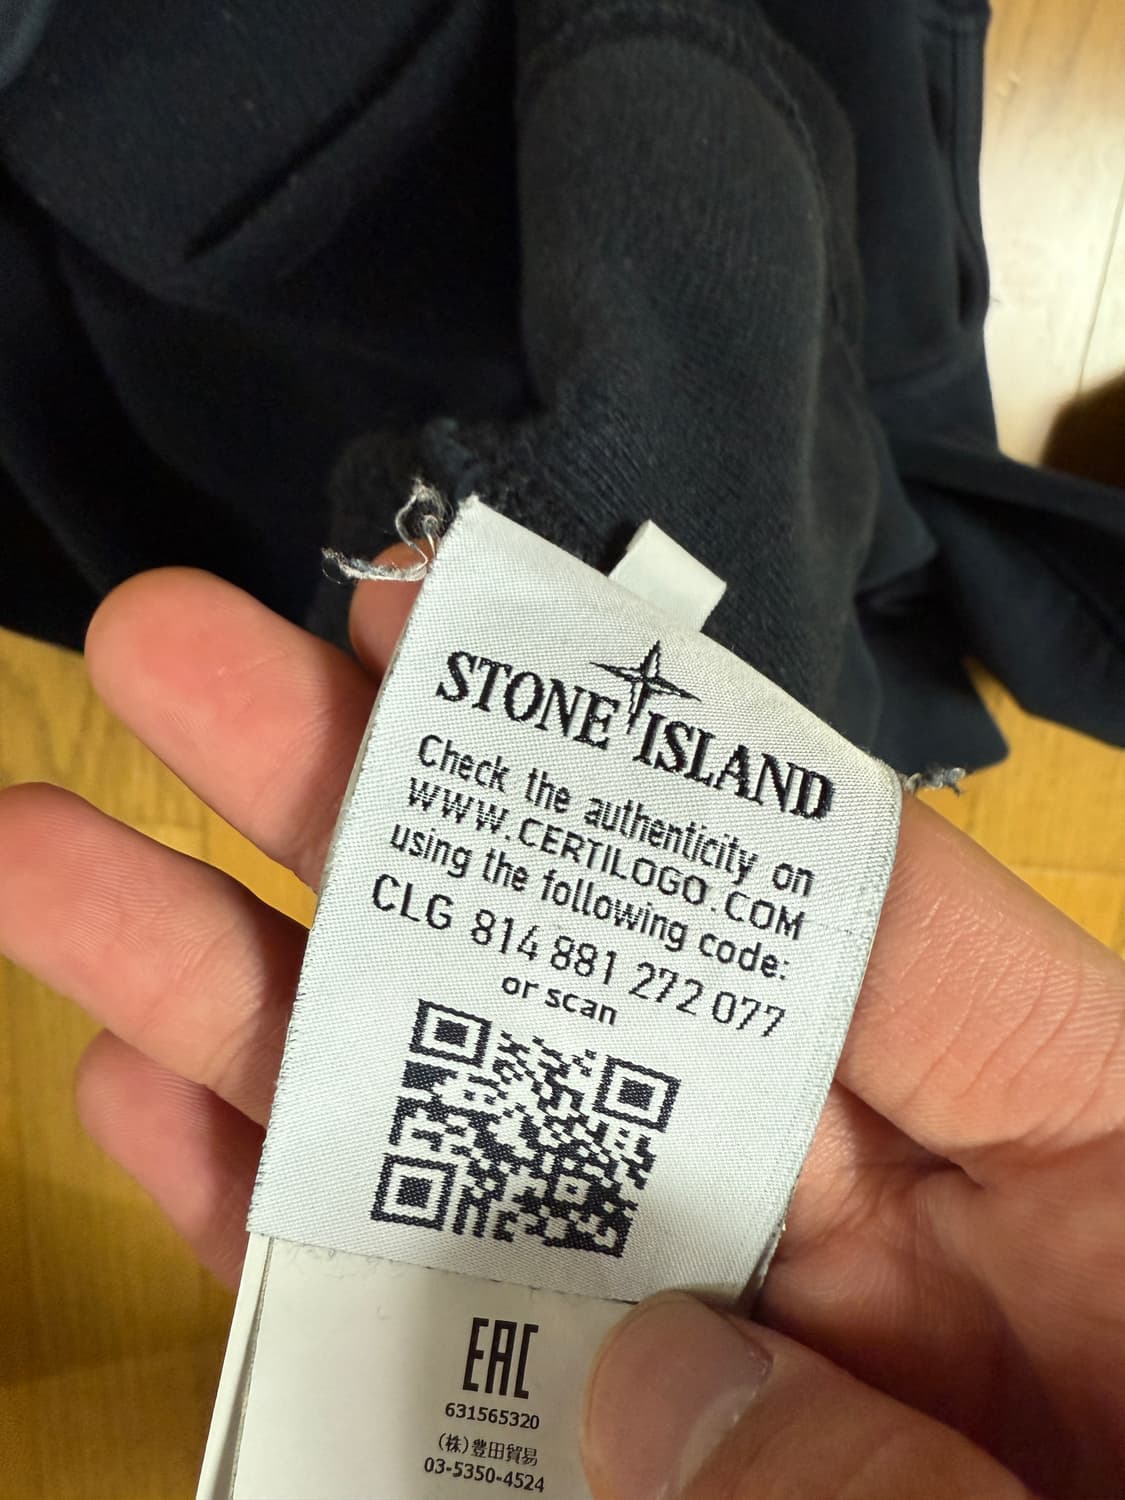 STONE ISLAND
Check the authenticity on
WWW.CERTILOGO.COM
using the following code:
CLG 814 881 272 077
or scan
EAC
631565320
(株)豊田貿易
03-5350-4524